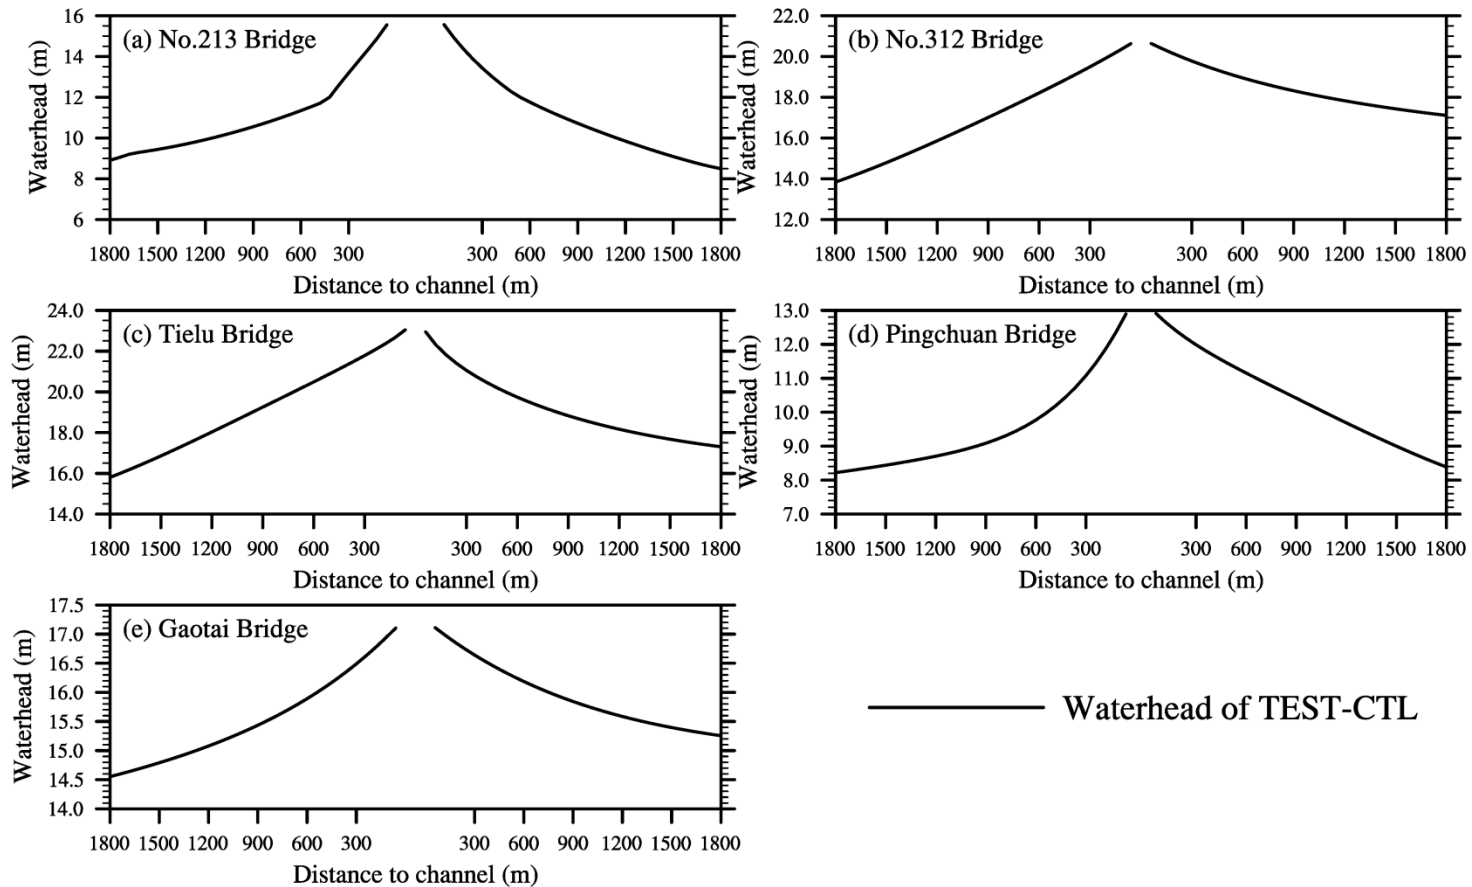 (a) No.213 Bridge
Waterhead (m)
16
14
12
10
8
6
1800 1500 1200 900 600 300 300 600 900 1200 1500 1800
Distance to channel (m)
(b) No.312 Bridge
Waterhead (m)
22.0
20.0
18.0
16.0
14.0
12.0
1800 1500 1200 900 600 300 300 600 900 1200 1500 1800
Distance to channel (m)
(c) Tielu Bridge
Waterhead (m)
24.0
22.0
20.0
18.0
16.0
14.0
1800 1500 1200 900 600 300 300 600 900 1200 1500 1800
Distance to channel (m)
(d) Pingchuan Bridge
Waterhead (m)
13.0
12.0
11.0
10.0
9.0
8.0
7.0
1800 1500 1200 900 600 300 300 600 900 1200 1500 1800
Distance to channel (m)
(e) Gaotai Bridge
Waterhead (m)
17.5
17.0
16.5
16.0
15.5
15.0
14.5
14.0
1800 1500 1200 900 600 300 300 600 900 1200 1500 1800
Distance to channel (m)
Waterhead of TEST-CTL